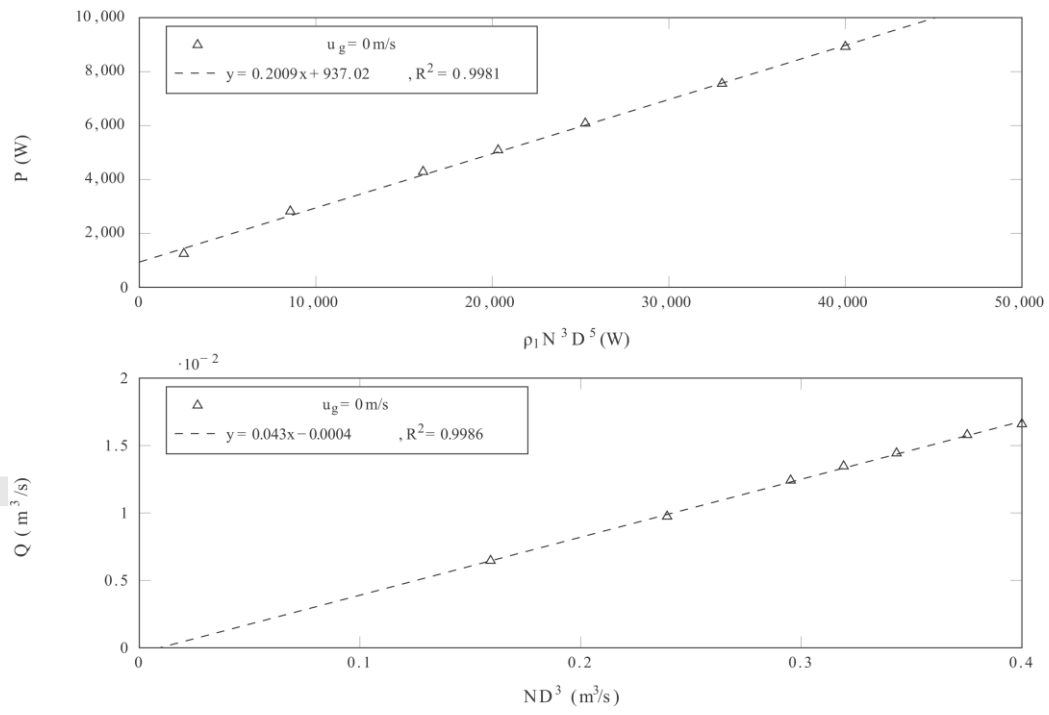 10,000
8,000
6,000
4,000
2,000
0
P (W)
u g = 0 m/s
y = 0.2009x + 937.02 , R² = 0.9981
0 10,000 20,000 30,000 40,000 50,000
ρ₁ N ³ D ⁵ (W)
·10⁻²
2
1.5
1
0.5
0
Q ( m ³ /s)
u g = 0 m/s
y = 0.043x − 0.0004 , R² = 0.9986
0 0.1 0.2 0.3 0.4
ND ³ (m³/s)